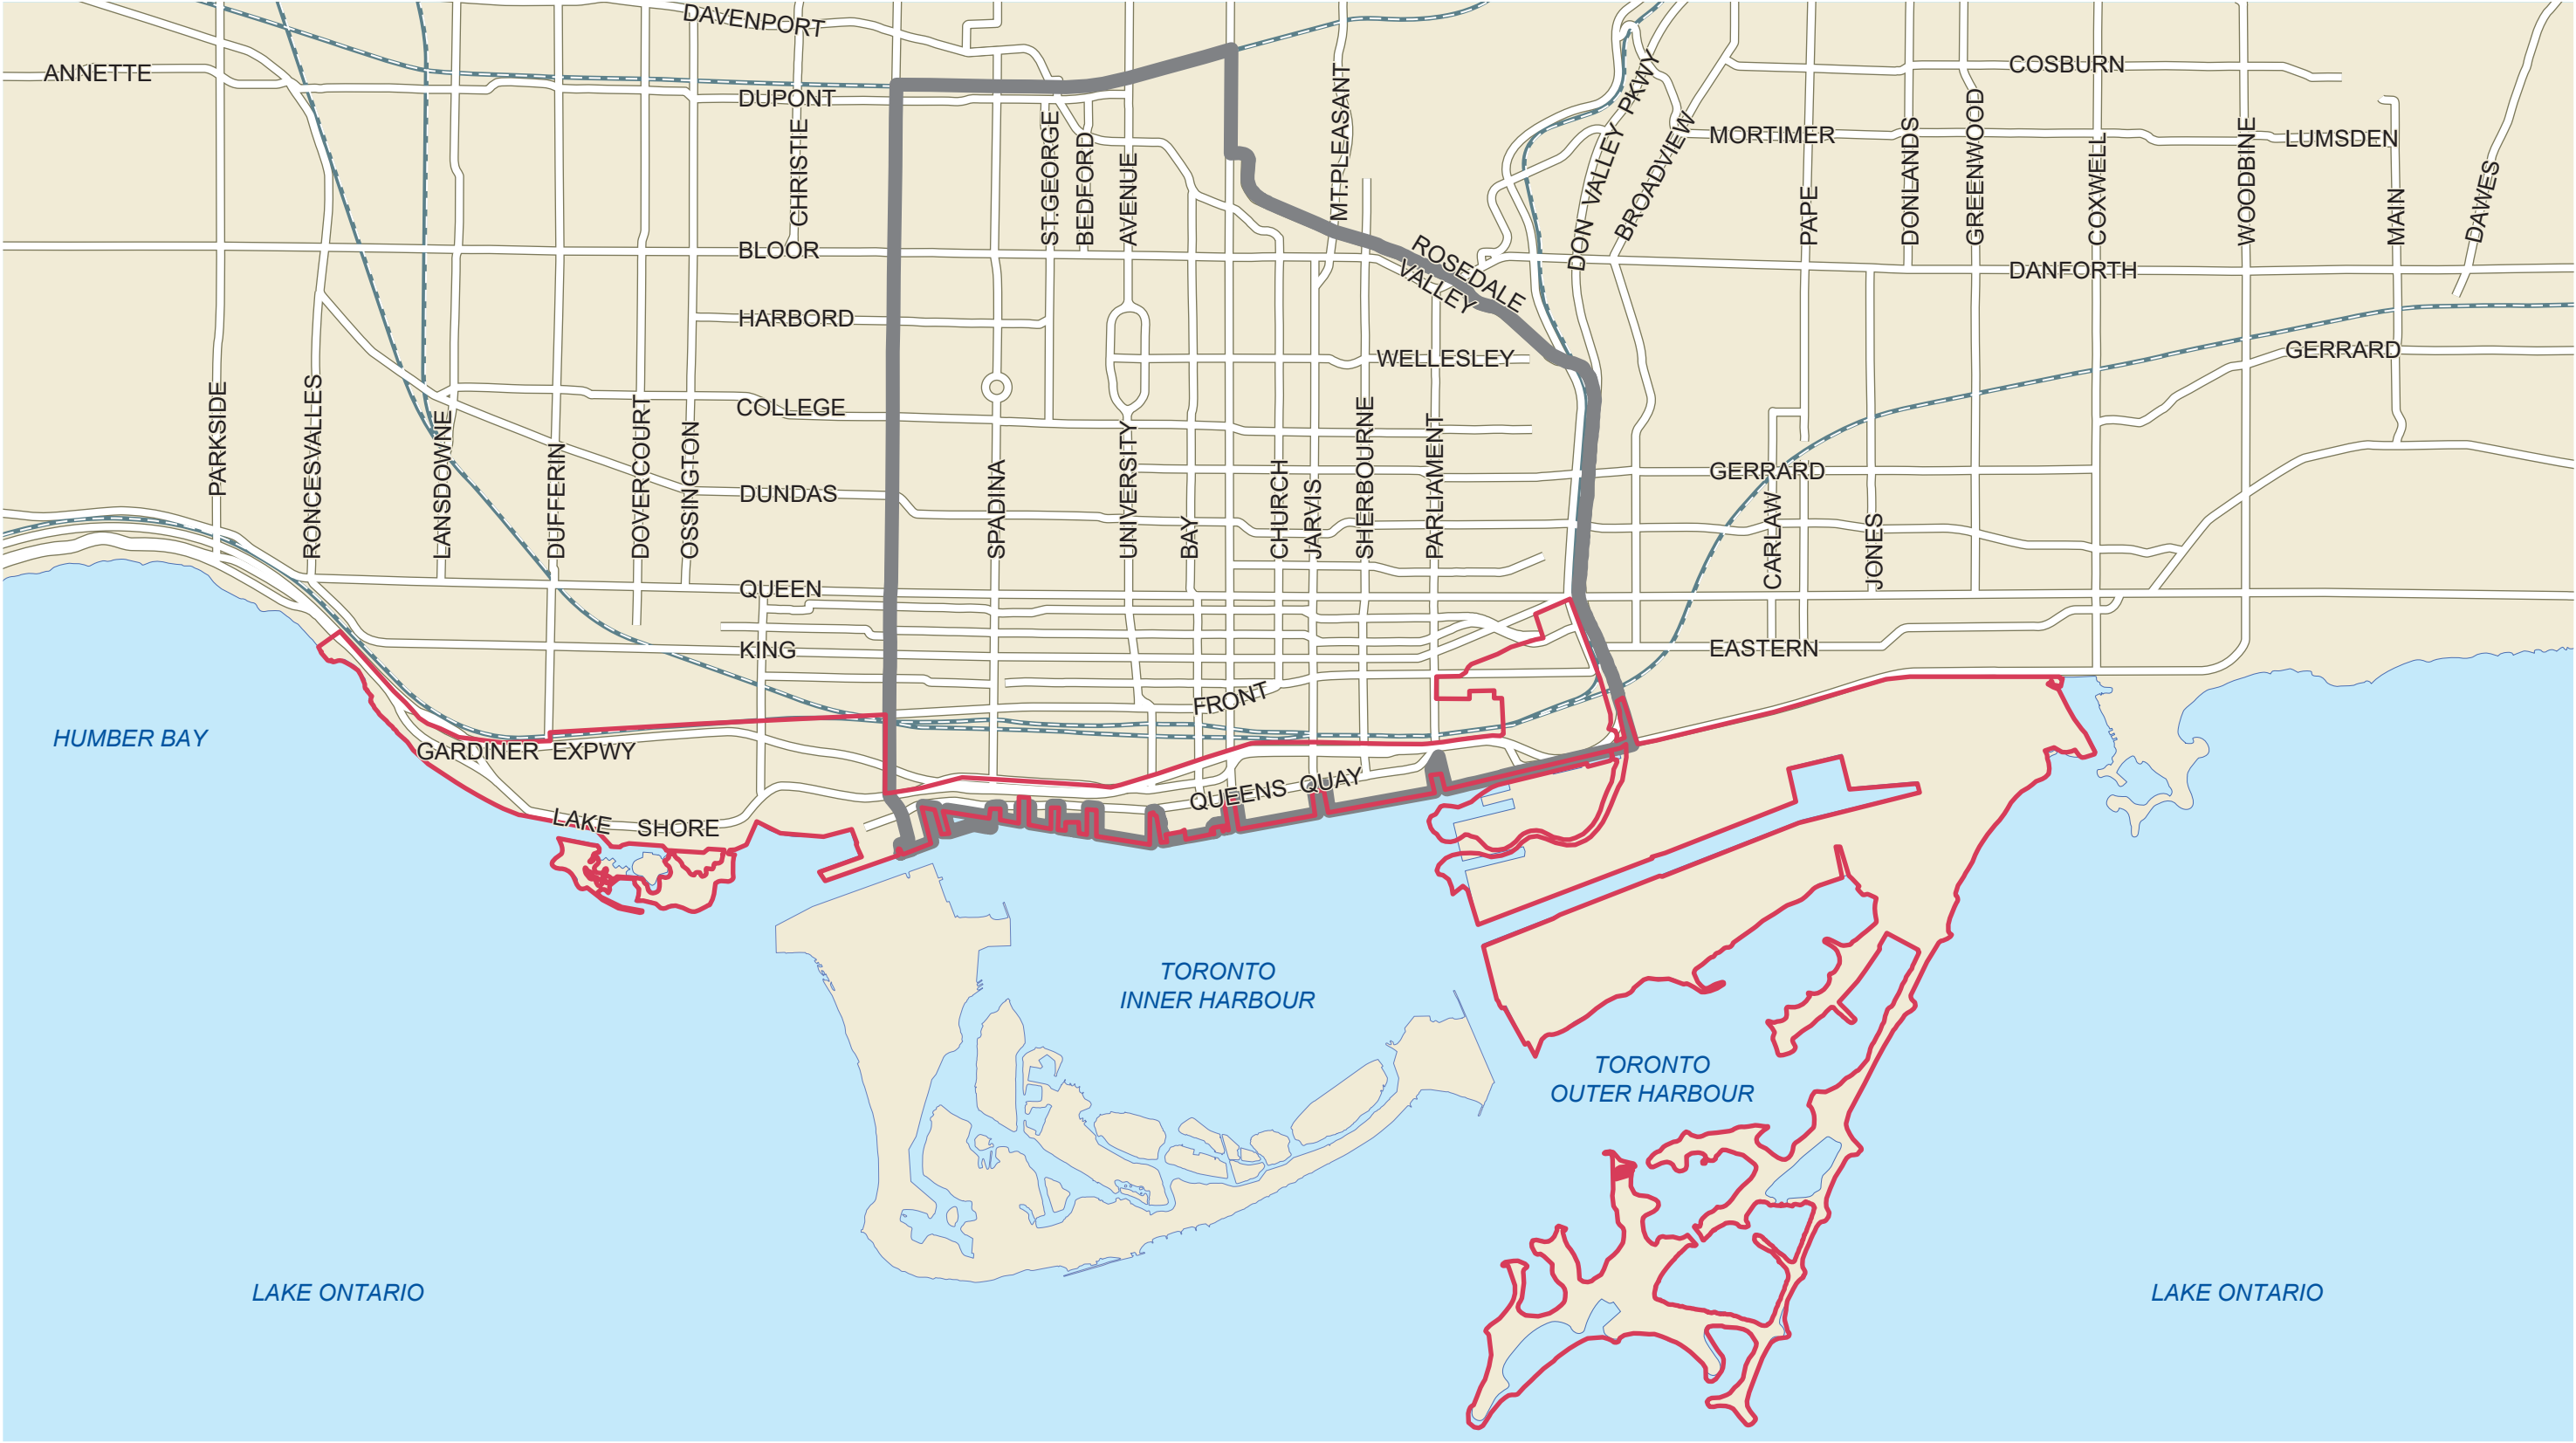 DAVENPORT
ANNETTE
COSBURN
DUPONT
MORTIMER
LUMSDEN
CHRISTIE
ST.GEORGE
BEDFORD
AVENUE
MT.PLEASANT
DON VALLEY PKWY
BROADVIEW
PAPE
DONLANDS
GREENWOOD
COXWELL
WOODBINE
MAIN
DAWES
BLOOR
ROSEDALE
VALLEY
DANFORTH
HARBORD
WELLESLEY
GERRARD
COLLEGE
PARKSIDE
RONCESVALLES
LANSDOWNE
DUFFERIN
DOVERCOURT
OSSINGTON
DUNDAS
SPADINA
UNIVERSITY
BAY
CHURCH
JARVIS
SHERBOURNE
PARLIAMENT
GERRARD
CARLAW
JONES
QUEEN
KING
EASTERN
FRONT
HUMBER BAY
GARDINER EXPWY
QUEENS QUAY
LAKE SHORE
TORONTO
INNER HARBOUR
TORONTO
OUTER HARBOUR
LAKE ONTARIO
LAKE ONTARIO